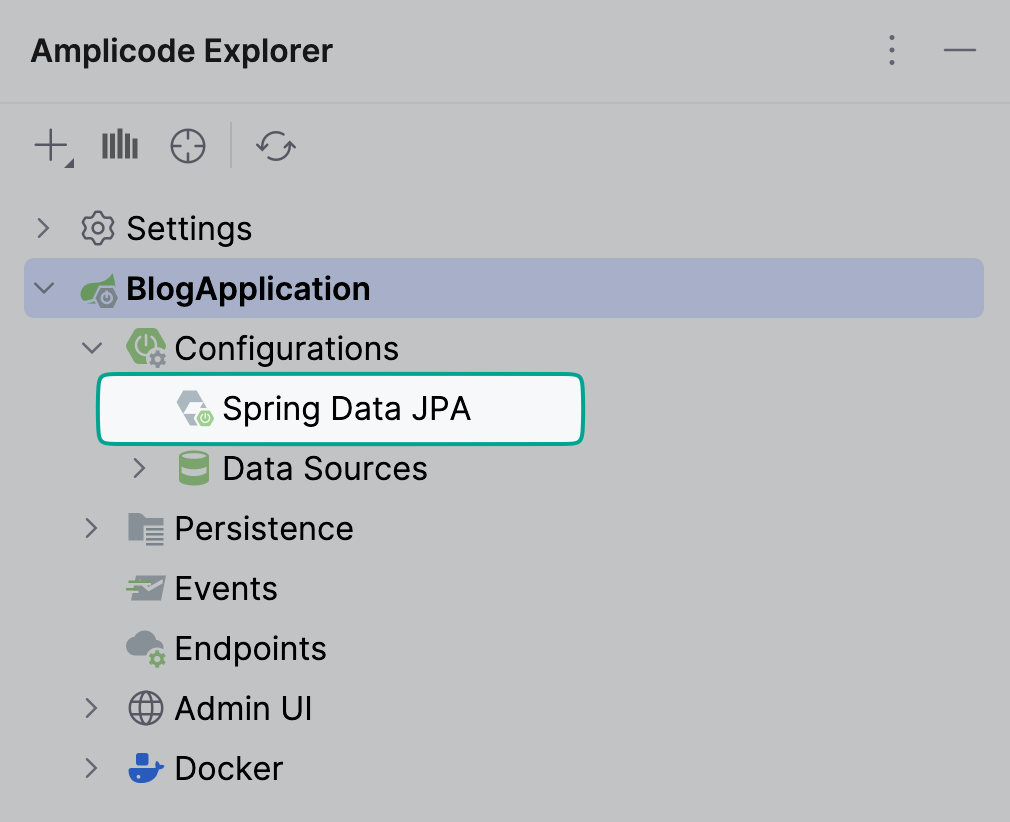 Amplicode Explorer
Settings
BlogApplication
Configurations
Spring Data JPA
Data Sources
Persistence
Events
Endpoints
Admin UI
Docker